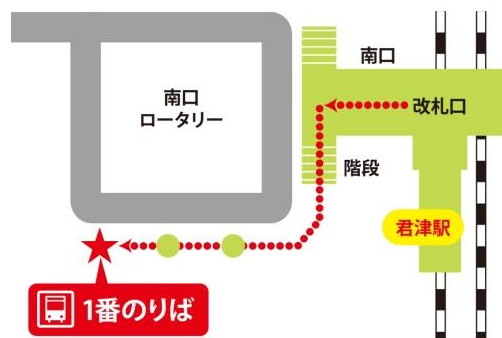 南口
改札口
南口
ロータリー
階段
君津駅
1番のりば